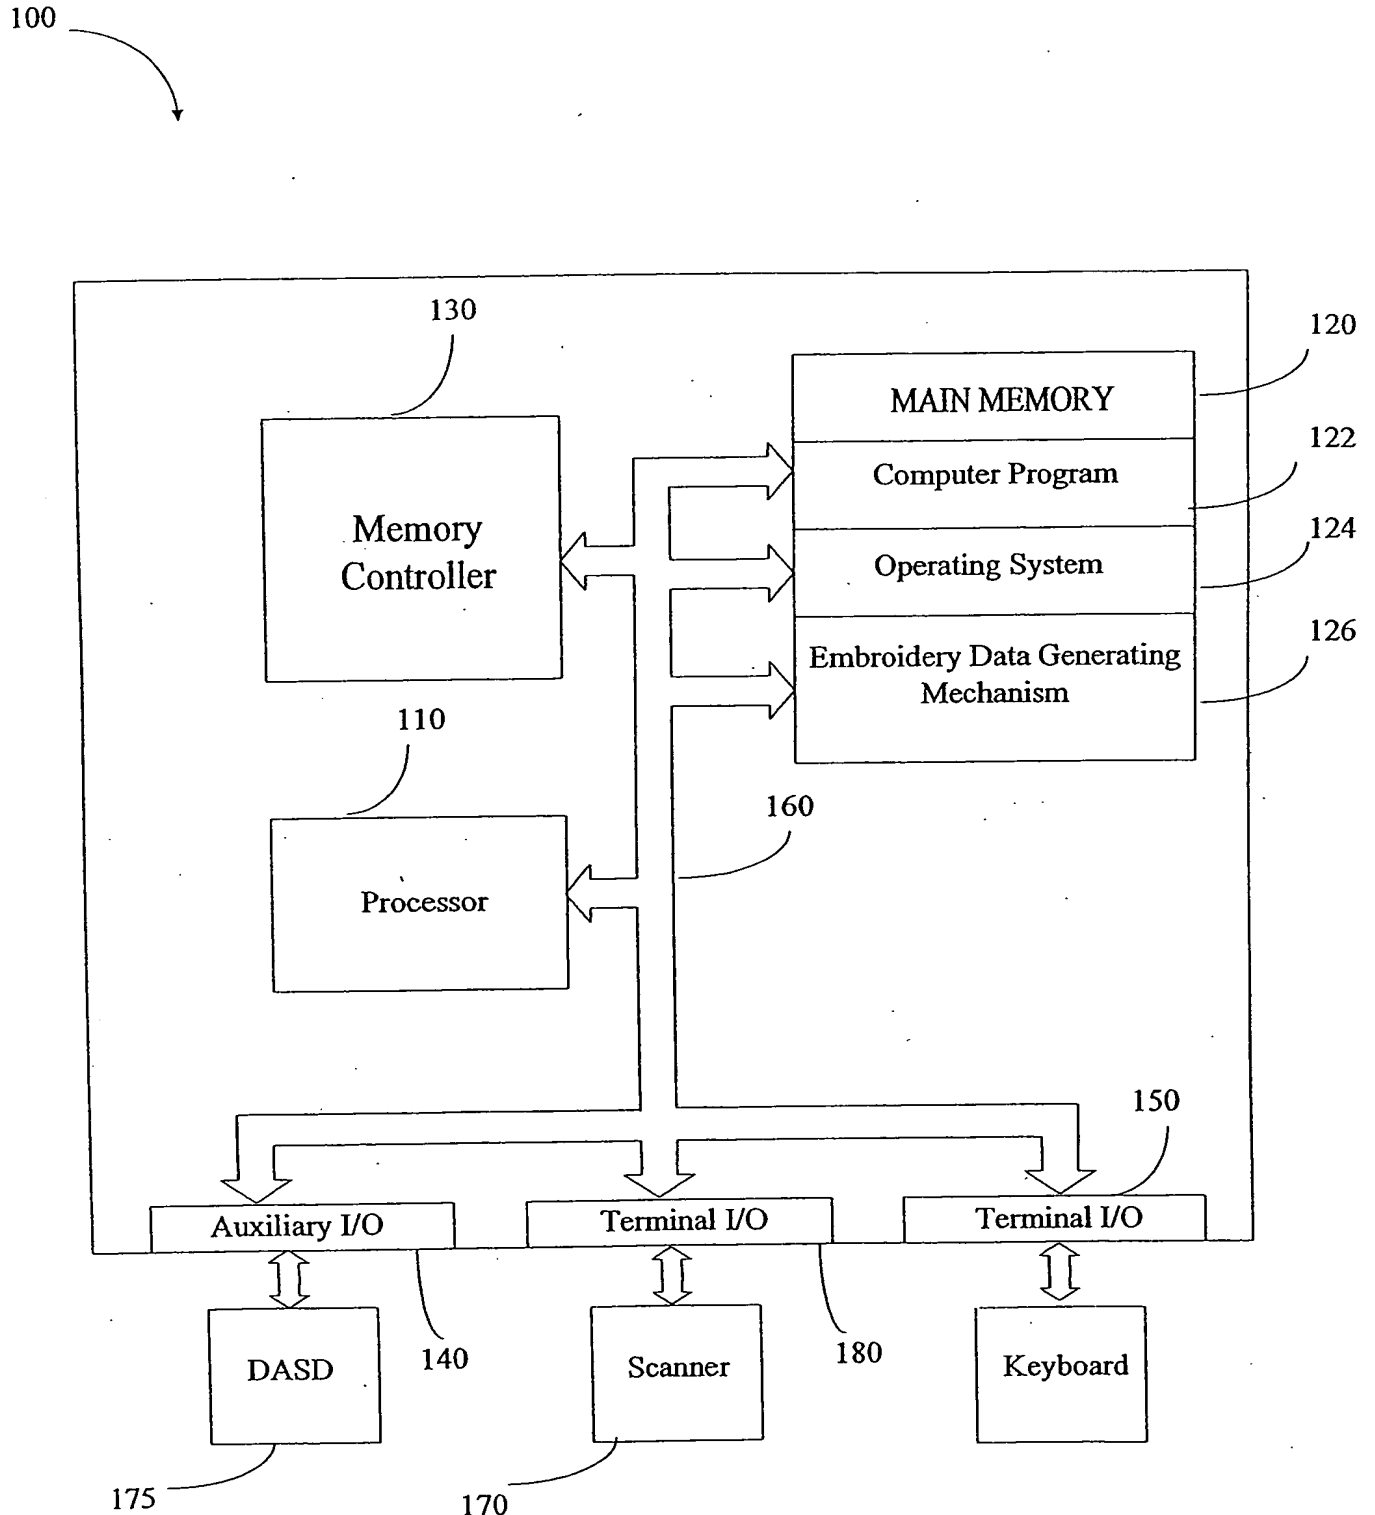 100
130
120
MAIN MEMORY
122
Computer Program
Memory
Controller
124
Operating System
126
Embroidery Data Generating
Mechanism
110
160
Processor
150
Auxiliary I/O
Terminal I/O
Terminal I/O
140
180
DASD
Scanner
Keyboard
175
170